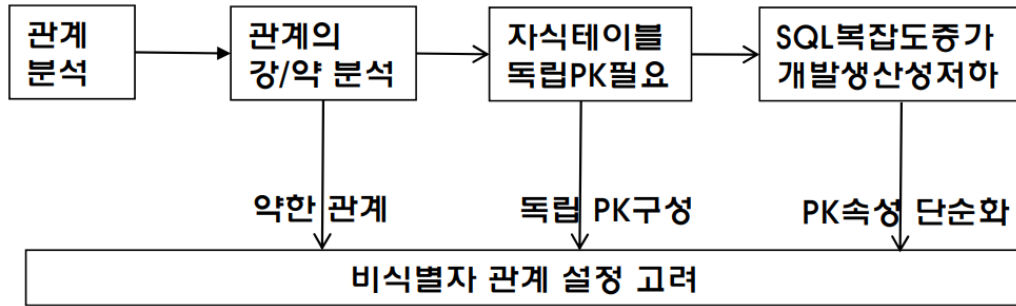 관계
분석
관계의
강/약 분석
자식테이블
독립PK필요
SQL복잡도증가
개발생산성저하
약한 관계
독립 PK구성
PK속성 단순화
비식별자 관계 설정 고려